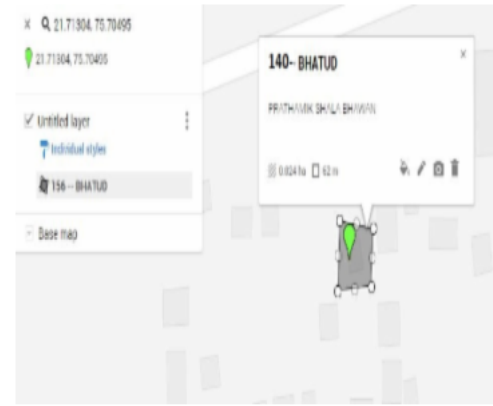 21.71304, 75.70495
21.71304, 75.70495
Untitled layer
Individual styles
156 -- BHATUD
Base map
140-- BHATUD
PRATHAMIK SHALA BHAWAN
0.024 ha 62 m